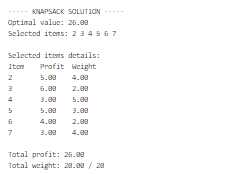 ----- KNAPSACK SOLUTION -----
Optimal value: 26.00
Selected items: 2 3 4 5 6 7
Selected items details:
Item Profit Weight
2 5.00 4.00
3 6.00 2.00
4 3.00 5.00
5 5.00 3.00
6 4.00 2.00
7 3.00 4.00
Total profit: 26.00
Total weight: 20.00 / 20